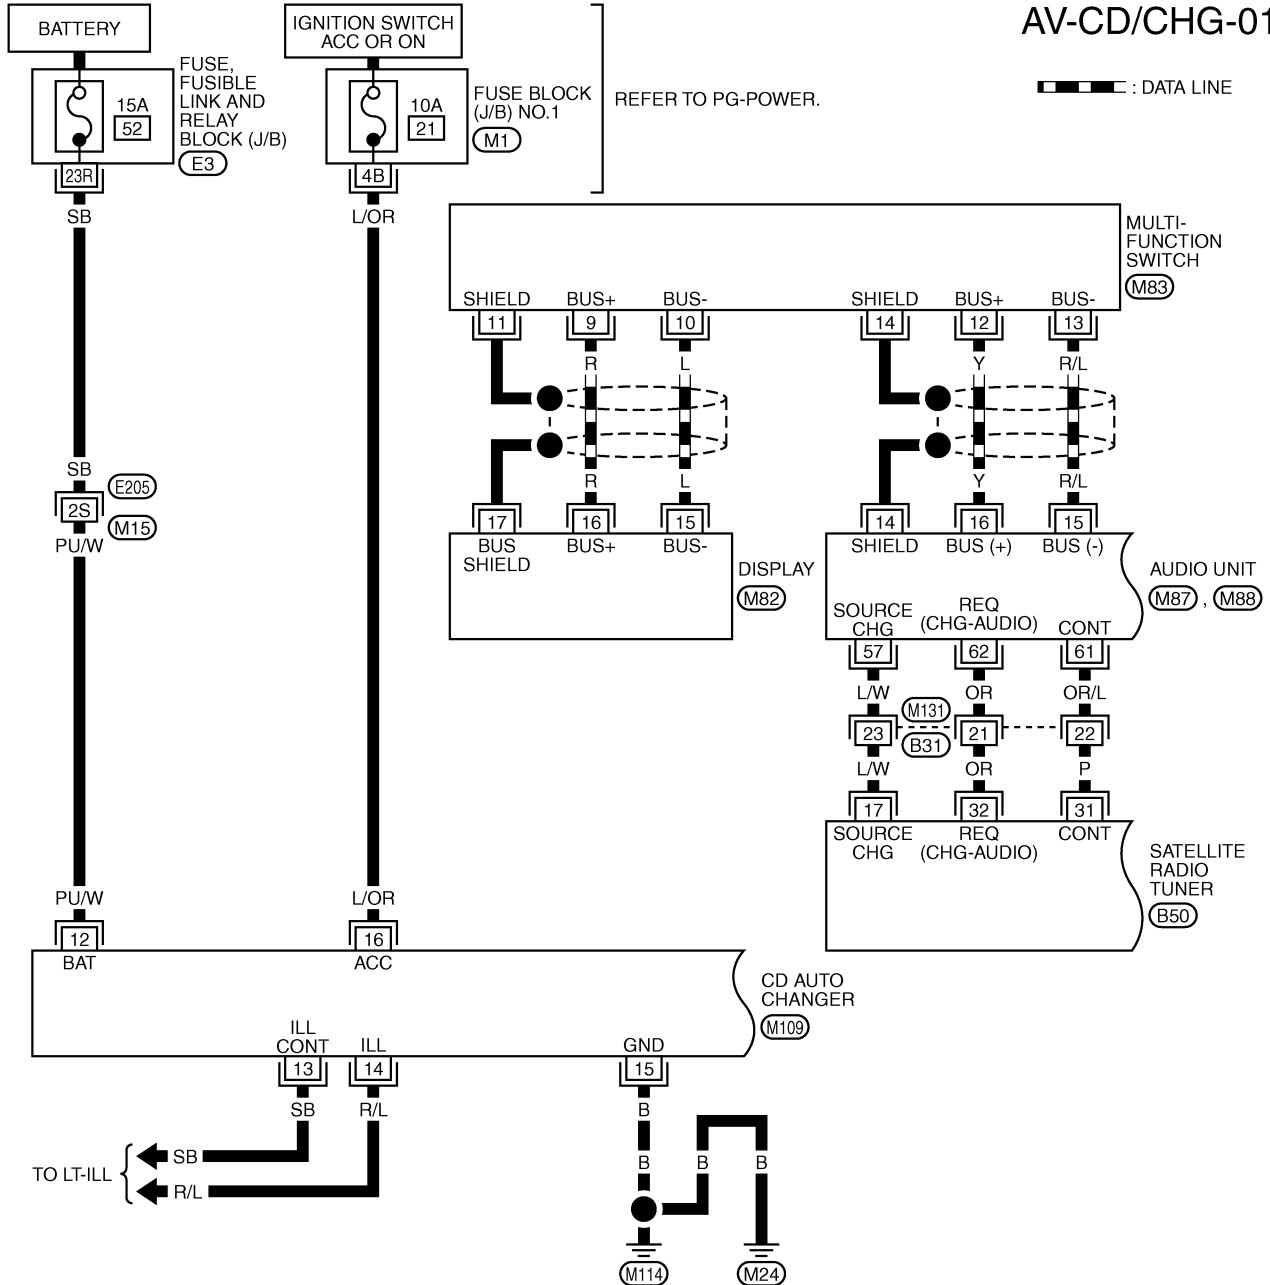 AV-CD/CHG-01
BATTERY
IGNITION SWITCH
ACC OR ON
: DATA LINE
FUSE,
FUSIBLE
LINK AND
RELAY
BLOCK (J/B)
E3
15A
52
10A
21
FUSE BLOCK
(J/B) NO.1
M1
REFER TO PG-POWER.
23R
4B
SB
L/OR
MULTI-
FUNCTION
SWITCH
M83
SHIELD BUS+ BUS- SHIELD BUS+ BUS-
11 9 10 14 12 13
R L Y R/L
SB
E205
2S
M15
PU/W
R L Y R/L
17 16 15 14 16 15
BUS
SHIELD
BUS+ BUS-
DISPLAY
M82
SHIELD BUS (+) BUS (-)
AUDIO UNIT
M87 , M88
SOURCE
CHG
REQ
(CHG-AUDIO)
CONT
57 62 61
L/W OR OR/L
M131
23 21 22
B31
L/W OR P
17 32 31
SOURCE
CHG
REQ
(CHG-AUDIO)
CONT
SATELLITE
RADIO
TUNER
B50
PU/W L/OR
12 16
BAT ACC
CD AUTO
CHANGER
M109
ILL
CONT
ILL
GND
13 14 15
SB R/L B
TO LT-ILL
SB
R/L
B B B
M114 M24